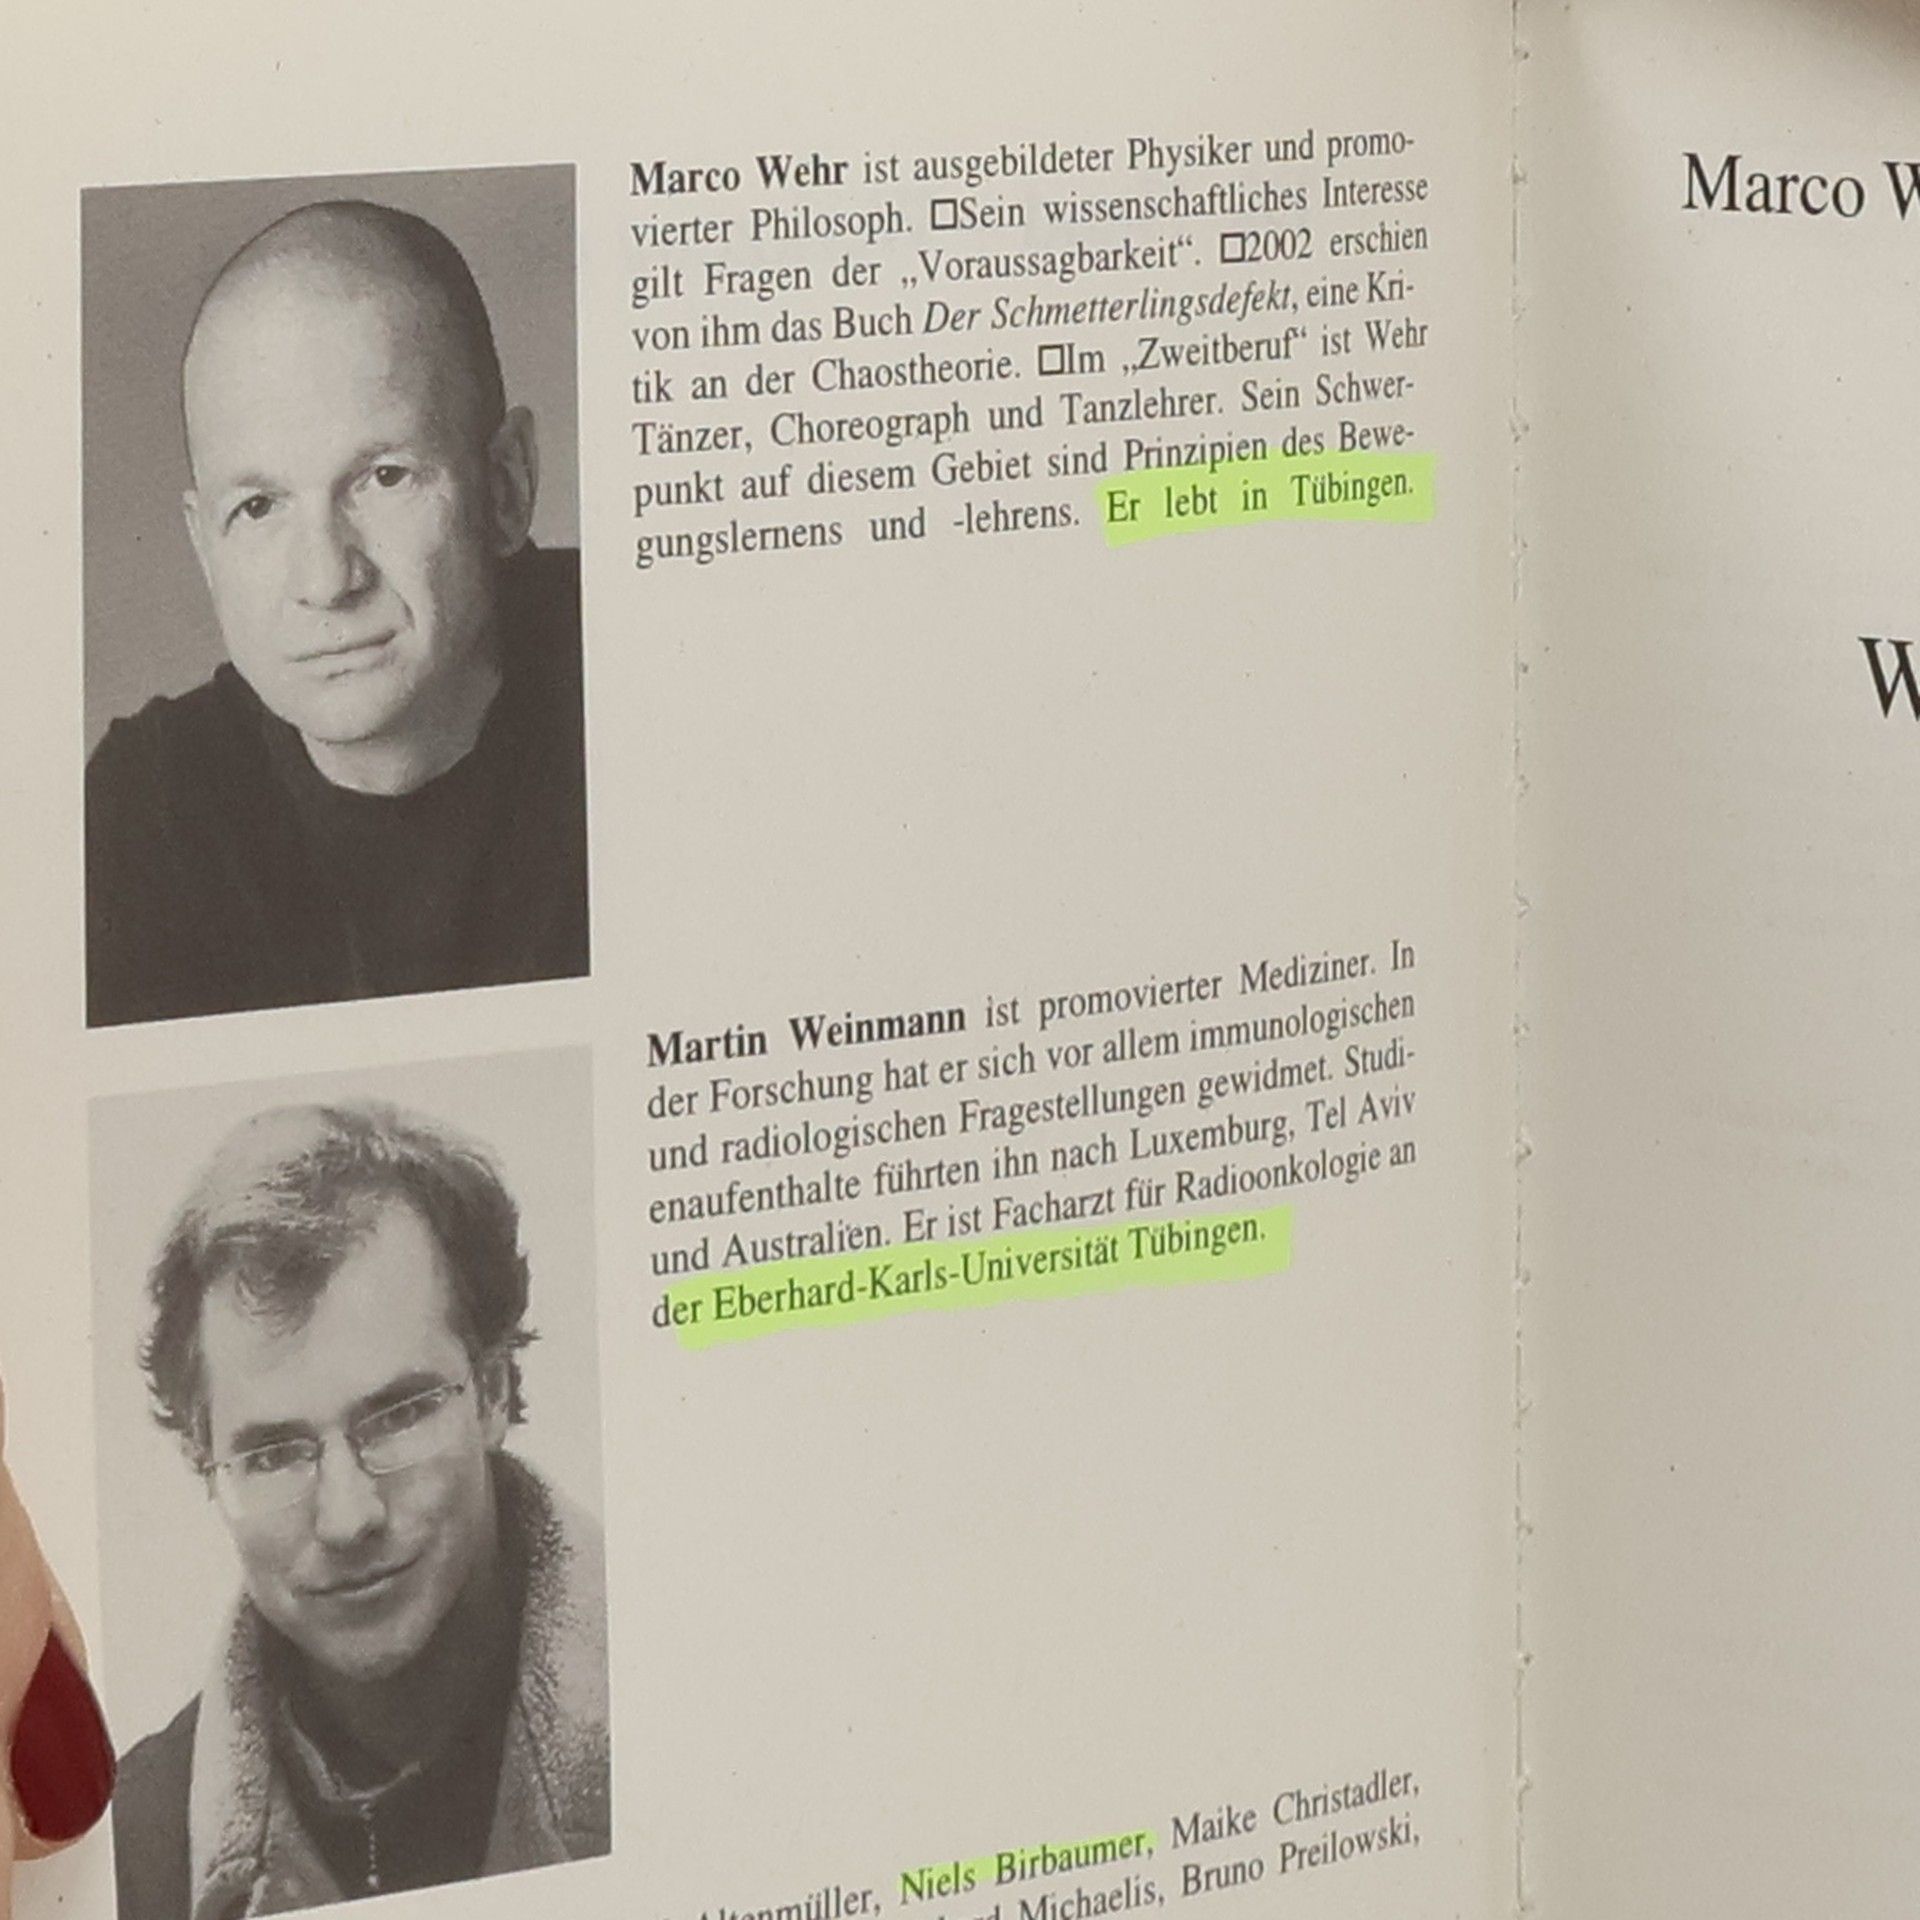 Marco Wehr ist ausgebildeter Physiker und promo-
vierter Philosoph. □Sein wissenschaftliches Interesse
gilt Fragen der „Voraussagbarkeit“. □2002 erschien
von ihm das Buch Der Schmetterlingsdefekt, eine Kri-
tik an der Chaostheorie. □Im „Zweitberuf“ ist Wehr
Tänzer, Choreograph und Tanzlehrer. Sein Schwer-
punkt auf diesem Gebiet sind Prinzipien des Bewe-
gungslernens und -lehrens. Er lebt in Tübingen.
Martin Weinmann ist promovierter Mediziner. In
der Forschung hat er sich vor allem immunologischen
und radiologischen Fragestellungen gewidmet. Studi-
enaufenthalte führten ihn nach Luxemburg, Tel Aviv
und Australien. Er ist Facharzt für Radioonkologie an
der Eberhard-Karls-Universität Tübingen.
Altenmüller, Niels Birbaumer, Maike Christadler,
Michaelis, Bruno Preilowski,
Marco W
W